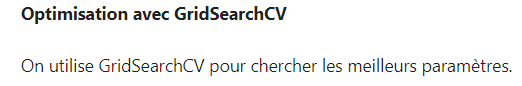 Optimisation avec GridSearchCV
On utilise GridSearchCV pour chercher les meilleurs paramètres.